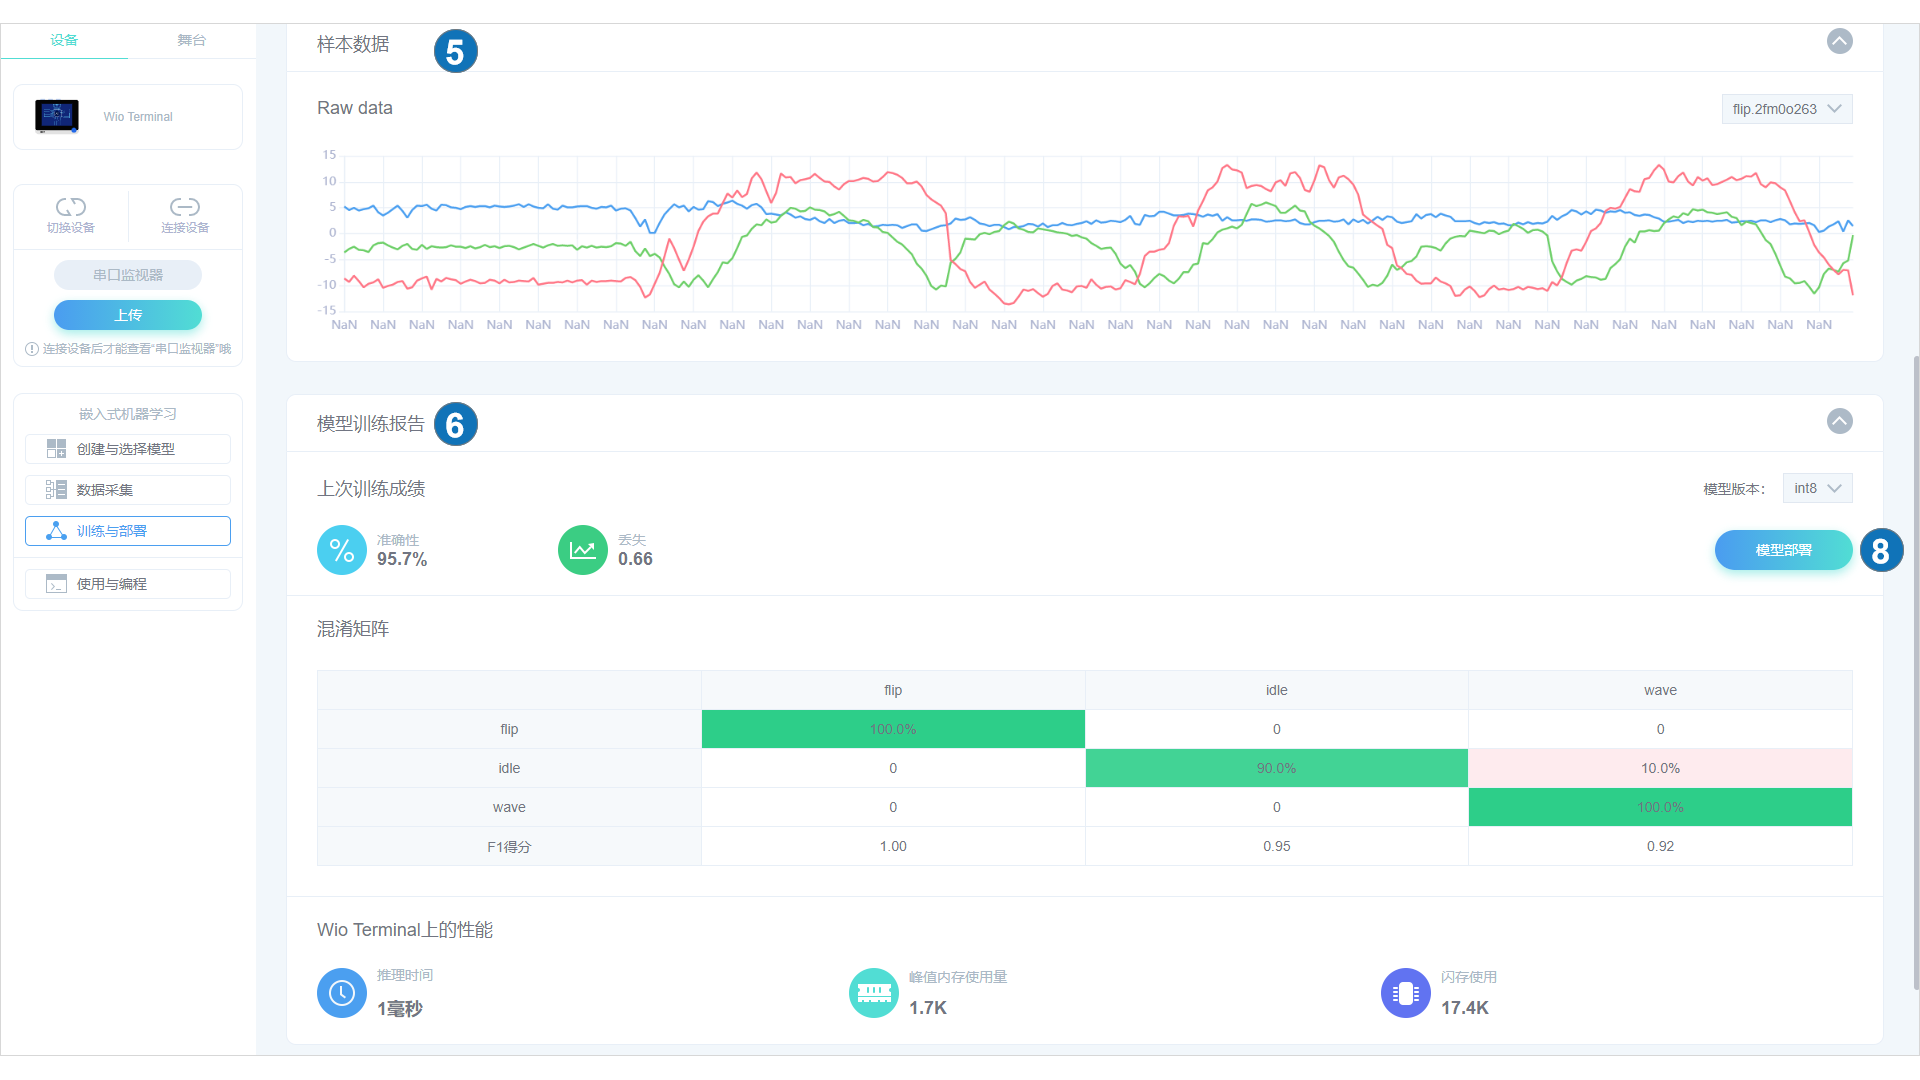 设备
舞台
Wio Terminal
切换设备
连接设备
串口监视器
上传
连接设备后才能查看“串口监视器”哦
嵌入式机器学习
创建与选择模型
数据采集
训练与部署
使用与编程
样本数据
5
Raw data
flip.2fm0o263
15
10
5
0
-5
-10
-15
NaN NaN NaN NaN NaN NaN NaN NaN NaN NaN NaN NaN NaN NaN NaN NaN NaN NaN NaN NaN NaN NaN NaN NaN NaN NaN NaN NaN NaN NaN NaN NaN NaN NaN NaN NaN NaN NaN NaN
模型训练报告
6
上次训练成绩
模型版本：
int8
准确性
95.7%
丢失
0.66
模型部署
8
混淆矩阵
flip idle wave
flip 100.0% 0 0
idle 0 90.0% 10.0%
wave 0 0 100.0%
F1得分 1.00 0.95 0.92
Wio Terminal上的性能
推理时间
1毫秒
峰值内存使用量
1.7K
闪存使用
17.4K